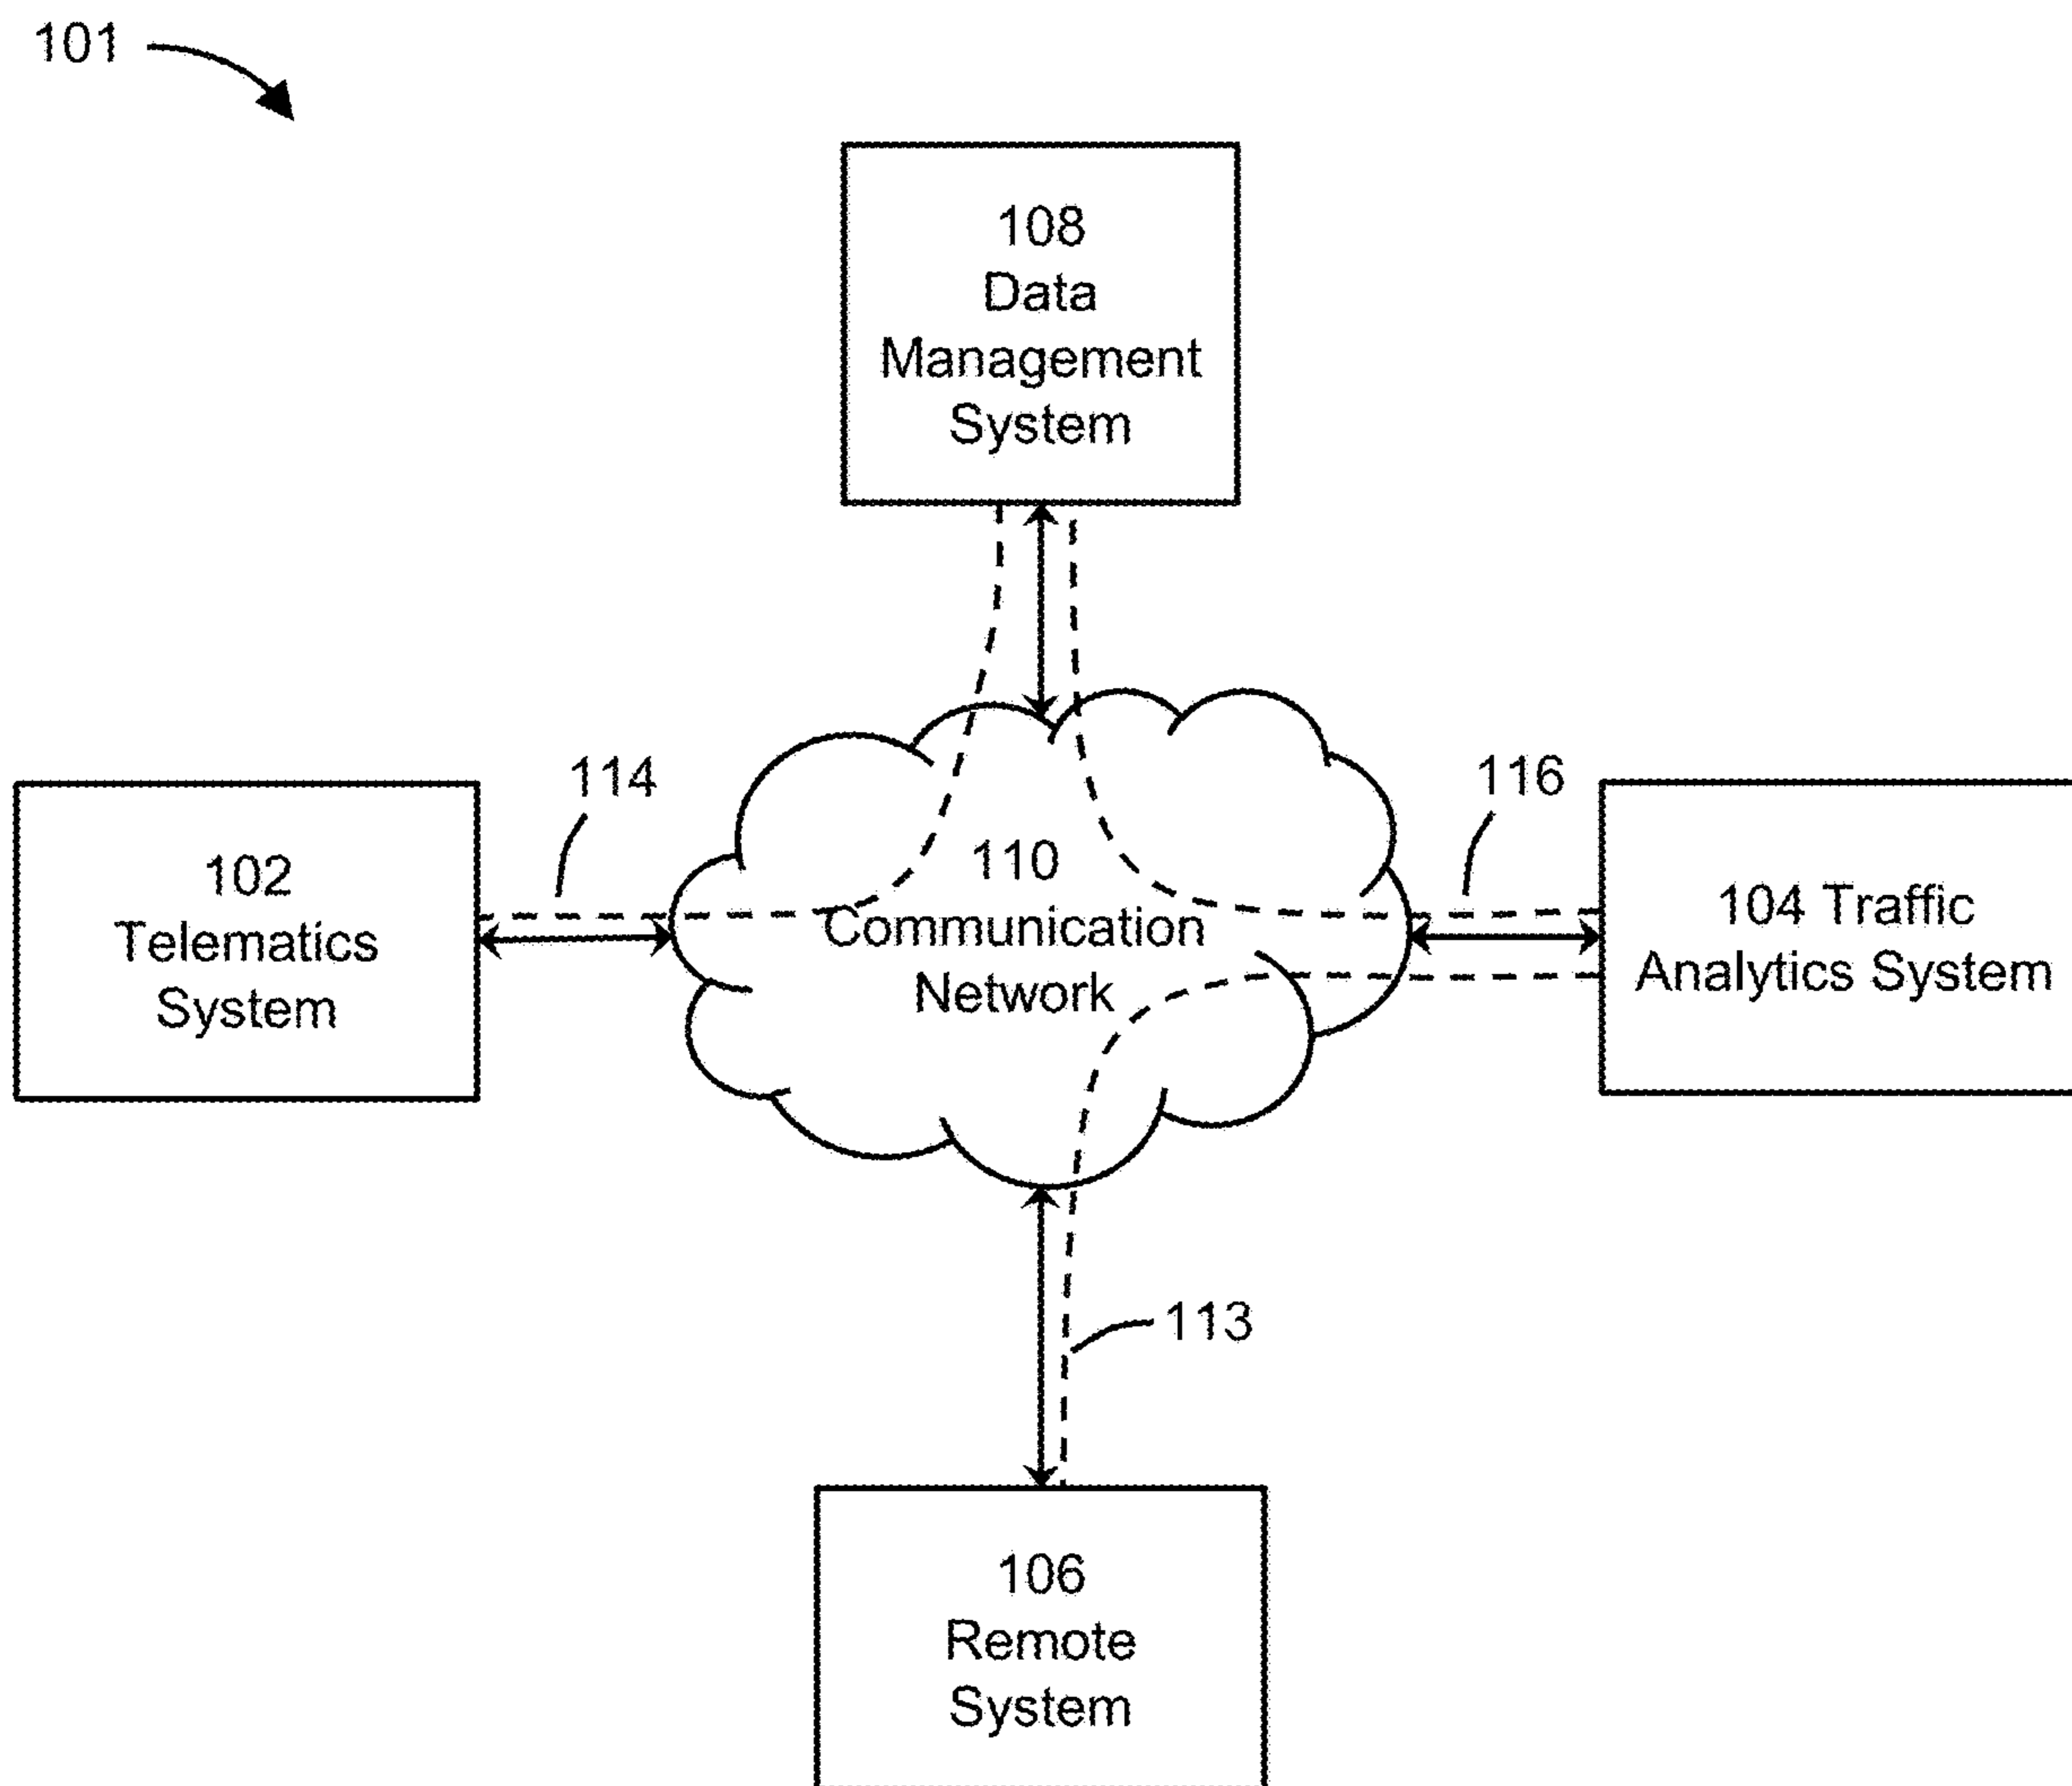 101
108
Data
Management
System
114
116
102
Telematics
System
110
Communication
Network
104 Traffic
Analytics System
113
106
Remote
System